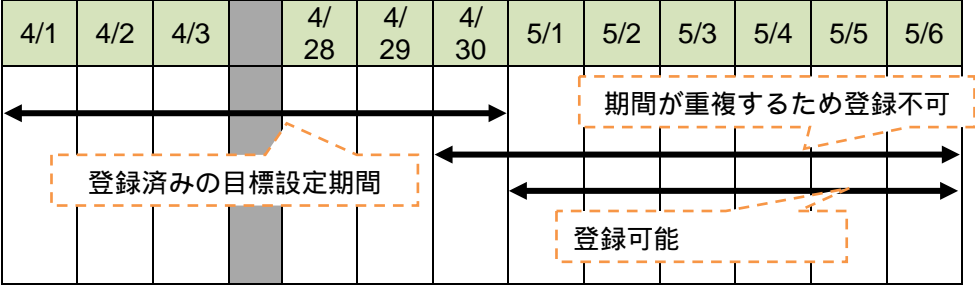 4/1 4/2 4/3 4/28 4/29 4/30 5/1 5/2 5/3 5/4 5/5 5/6
期間が重複するため登録不可
登録済みの目標設定期間
登録可能